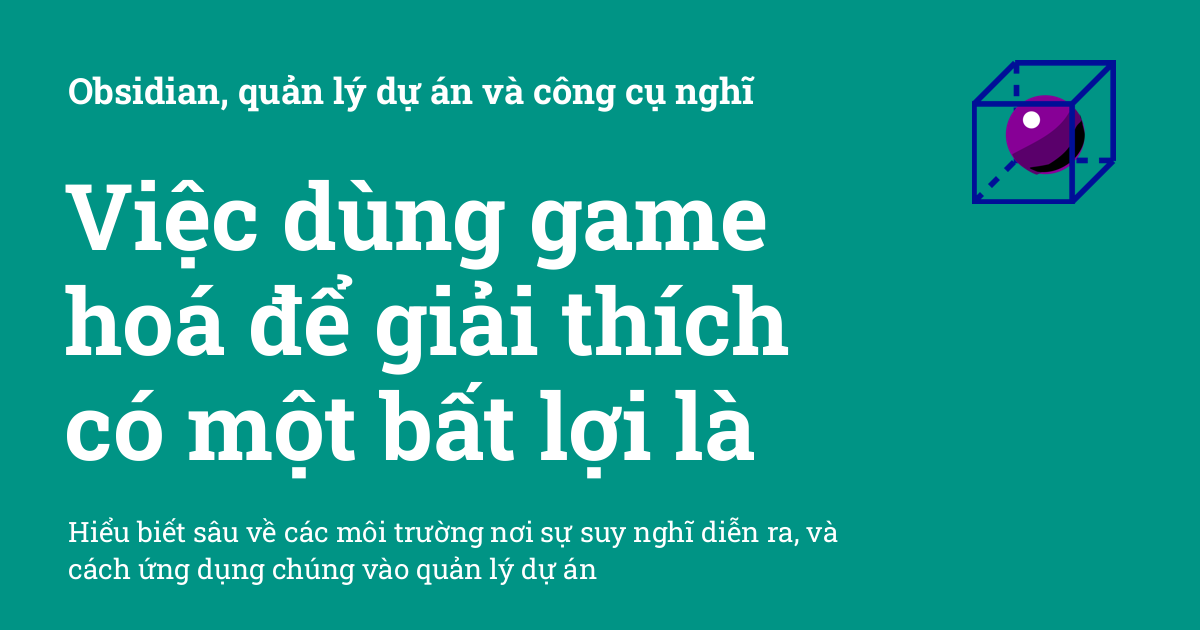 Obsidian, quản lý dự án và công cụ nghĩ
Việc dùng game
hoá để giải thích
có một bất lợi là
Hiểu biết sâu về các môi trường nơi sự suy nghĩ diễn ra, và
cách ứng dụng chúng vào quản lý dự án